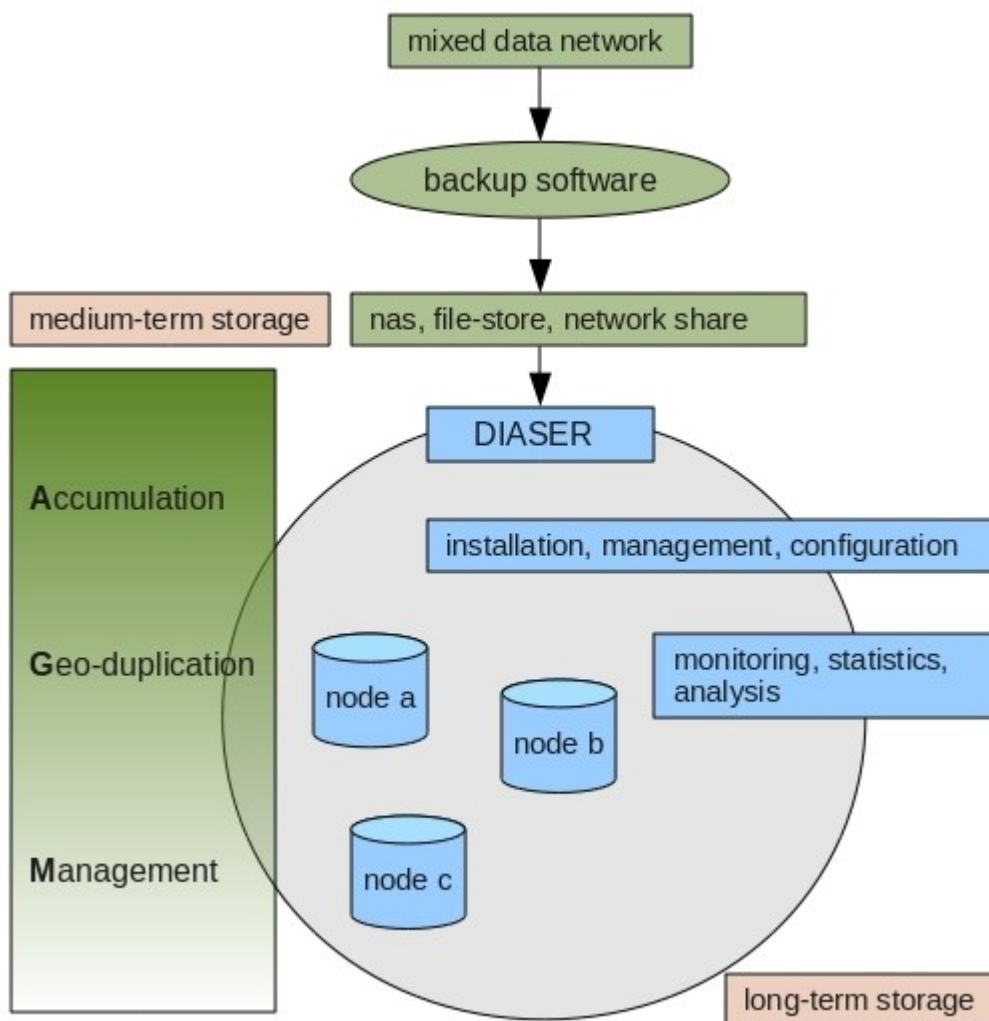 mixed data network
backup software
medium-term storage
nas, file-store, network share
DIASER
Accumulation
installation, management, configuration
Geo-duplication
node a
monitoring, statistics,
analysis
node b
Management
node c
long-term storage